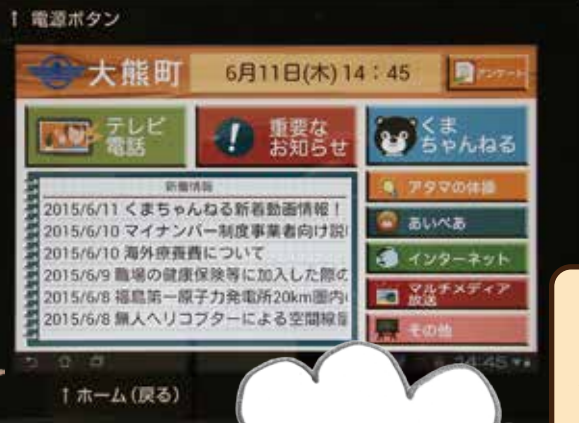 ↑ 電源ボタン
大熊町
6月11日(木) 14:45
アンケート
テレビ
電話
重要な
お知らせ
くま
ちゃんねる
新着情報
2015/6/11 くまちゃんねる新着動画情報!
2015/6/10 マイナンバー制度事業者向け説
2015/6/10 海外療養費について
2015/6/9 職場の健康保険等に加入した際の
2015/6/8 福島第一原子力発電所20km圏内
2015/6/8 無人ヘリコプターによる空間線量
アタマの体操
あいべあ
インターネット
マルチメディア
放送
その他
14:45
↑ホーム(戻る)